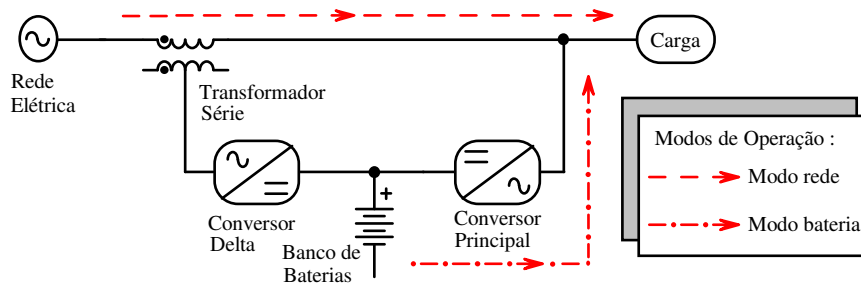 Carga
Rede
Elétrica
Transformador
Série
Modos de Operação :
Modo rede
Modo bateria
Conversor
Delta
+
Banco de
Baterias
Conversor
Principal